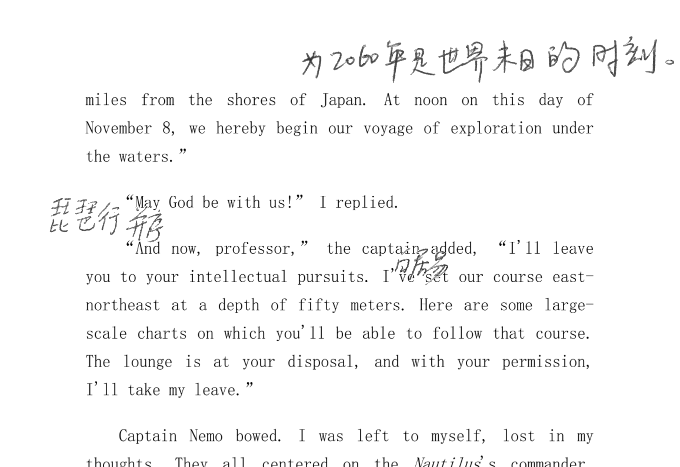 为2060年是世界末日的时刻。
miles from the shores of Japan. At noon on this day of
November 8, we hereby begin our voyage of exploration under
the waters.”
“May God be with us!” I replied.
琵琶行 并序
“And now, professor,” the captain added, “I'll leave
白居易
you to your intellectual pursuits. I've set our course east-
northeast at a depth of fifty meters. Here are some large-
scale charts on which you'll be able to follow that course.
The lounge is at your disposal, and with your permission,
I'll take my leave.”
Captain Nemo bowed. I was left to myself, lost in my
thoughts. They all centered on the Nautilus's commander.